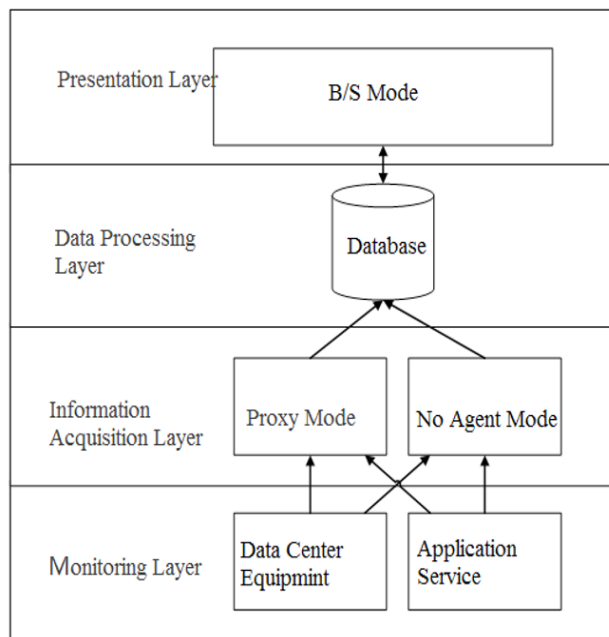 Presentation Layer
B/S Mode
Data Processing
Layer
Database
Information
Acquisition Layer
Proxy Mode
No Agent Mode
Monitoring Layer
Data Center
Equipmint
Application
Service